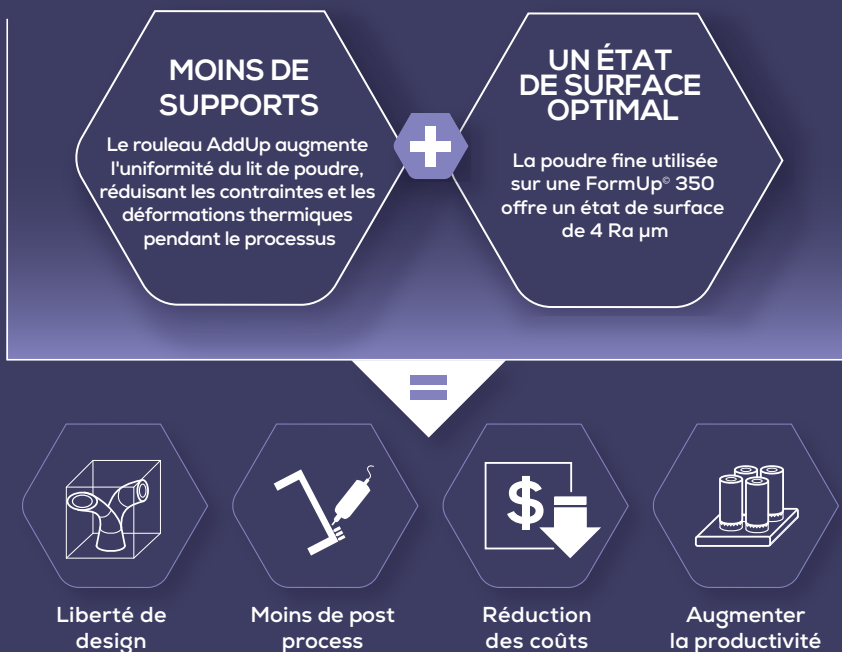 MOINS DE
SUPPORTS
Le rouleau AddUp augmente
l'uniformité du lit de poudre,
réduisant les contraintes et les
déformations thermiques
pendant le processus
+
UN ÉTAT
DE SURFACE
OPTIMAL
La poudre fine utilisée
sur une FormUp© 350
offre un état de surface
de 4 Ra µm
=
$
Liberté de
design
Moins de post
process
Réduction
des coûts
Augmenter
la productivité